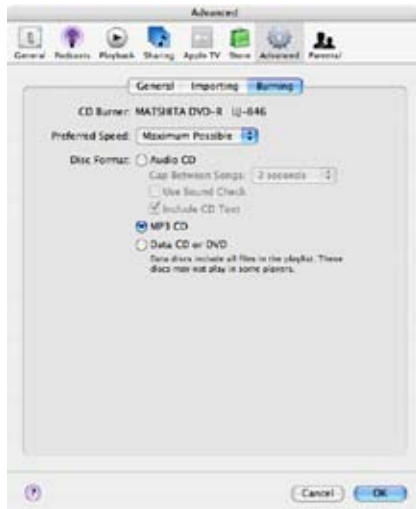 Advanced
General Podcasts Playback Sharing Apple TV Store Advanced Parental
General Importing Burning
CD Burner: MATSHITA DVD-R UJ-846
Preferred Speed: Maximum Possible
Disc Format: Audio CD
Gap Between Songs: 2 seconds
Use Sound Check
Include CD Text
MP3 CD
Data CD or DVD
Data discs include all files in the playlist. These
discs may not play in some players.
? Cancel OK